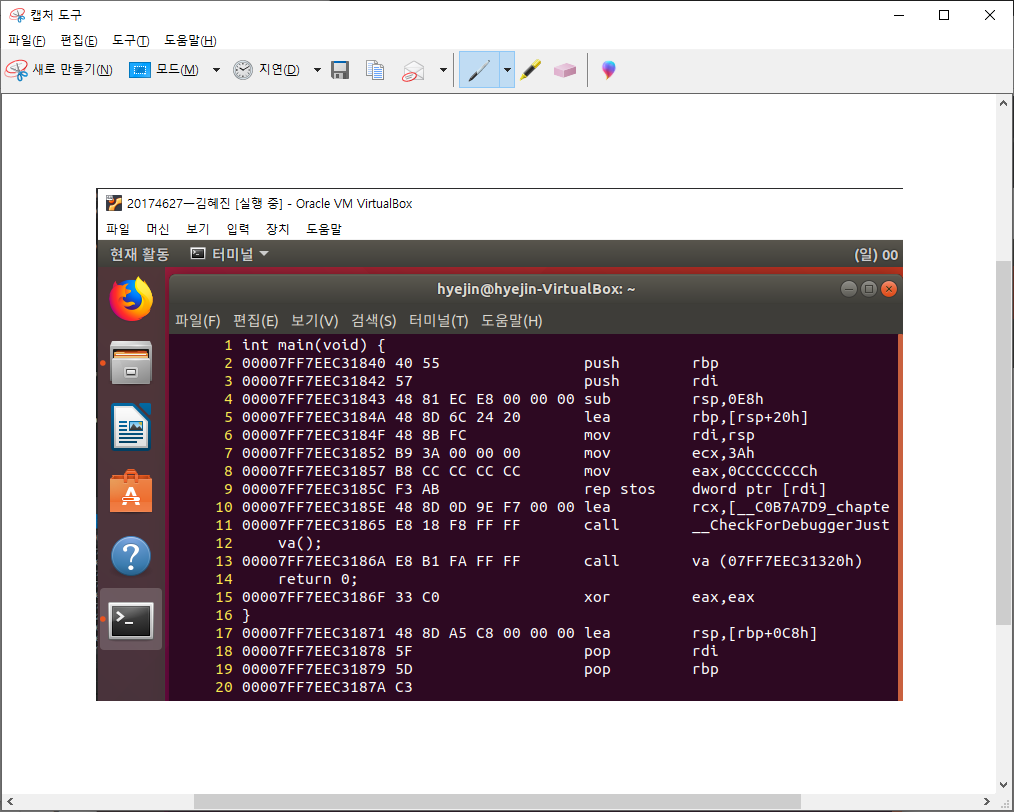 캡처 도구
파일(F) 편집(E) 도구(T) 도움말(H)
새로 만들기(N) 모드(M) 지연(D)
20174627—김혜진 [실행 중] - Oracle VM VirtualBox
파일 머신 보기 입력 장치 도움말
현재 활동 터미널 (일) 00
hyejin@hyejin-VirtualBox: ~
파일(F) 편집(E) 보기(V) 검색(S) 터미널(T) 도움말(H)
1 int main(void) {
2 00007FF7EEC31840 40 55 push rbp
3 00007FF7EEC31842 57 push rdi
4 00007FF7EEC31843 48 81 EC E8 00 00 00 sub rsp,0E8h
5 00007FF7EEC3184A 48 8D 6C 24 20 lea rbp,[rsp+20h]
6 00007FF7EEC3184F 48 8B FC mov rdi,rsp
7 00007FF7EEC31852 B9 3A 00 00 00 mov ecx,3Ah
8 00007FF7EEC31857 B8 CC CC CC CC mov eax,0CCCCCCCCh
9 00007FF7EEC3185C F3 AB rep stos dword ptr [rdi]
10 00007FF7EEC3185E 48 8D 0D 9E F7 00 00 lea rcx,[__C0B7A7D9_chapte
11 00007FF7EEC31865 E8 18 F8 FF FF call __CheckForDebuggerJust
12 va();
13 00007FF7EEC3186A E8 B1 FA FF FF call va (07FF7EEC31320h)
14 return 0;
15 00007FF7EEC3186F 33 C0 xor eax,eax
16 }
17 00007FF7EEC31871 48 8D A5 C8 00 00 00 lea rsp,[rbp+0C8h]
18 00007FF7EEC31878 5F pop rdi
19 00007FF7EEC31879 5D pop rbp
20 00007FF7EEC3187A C3